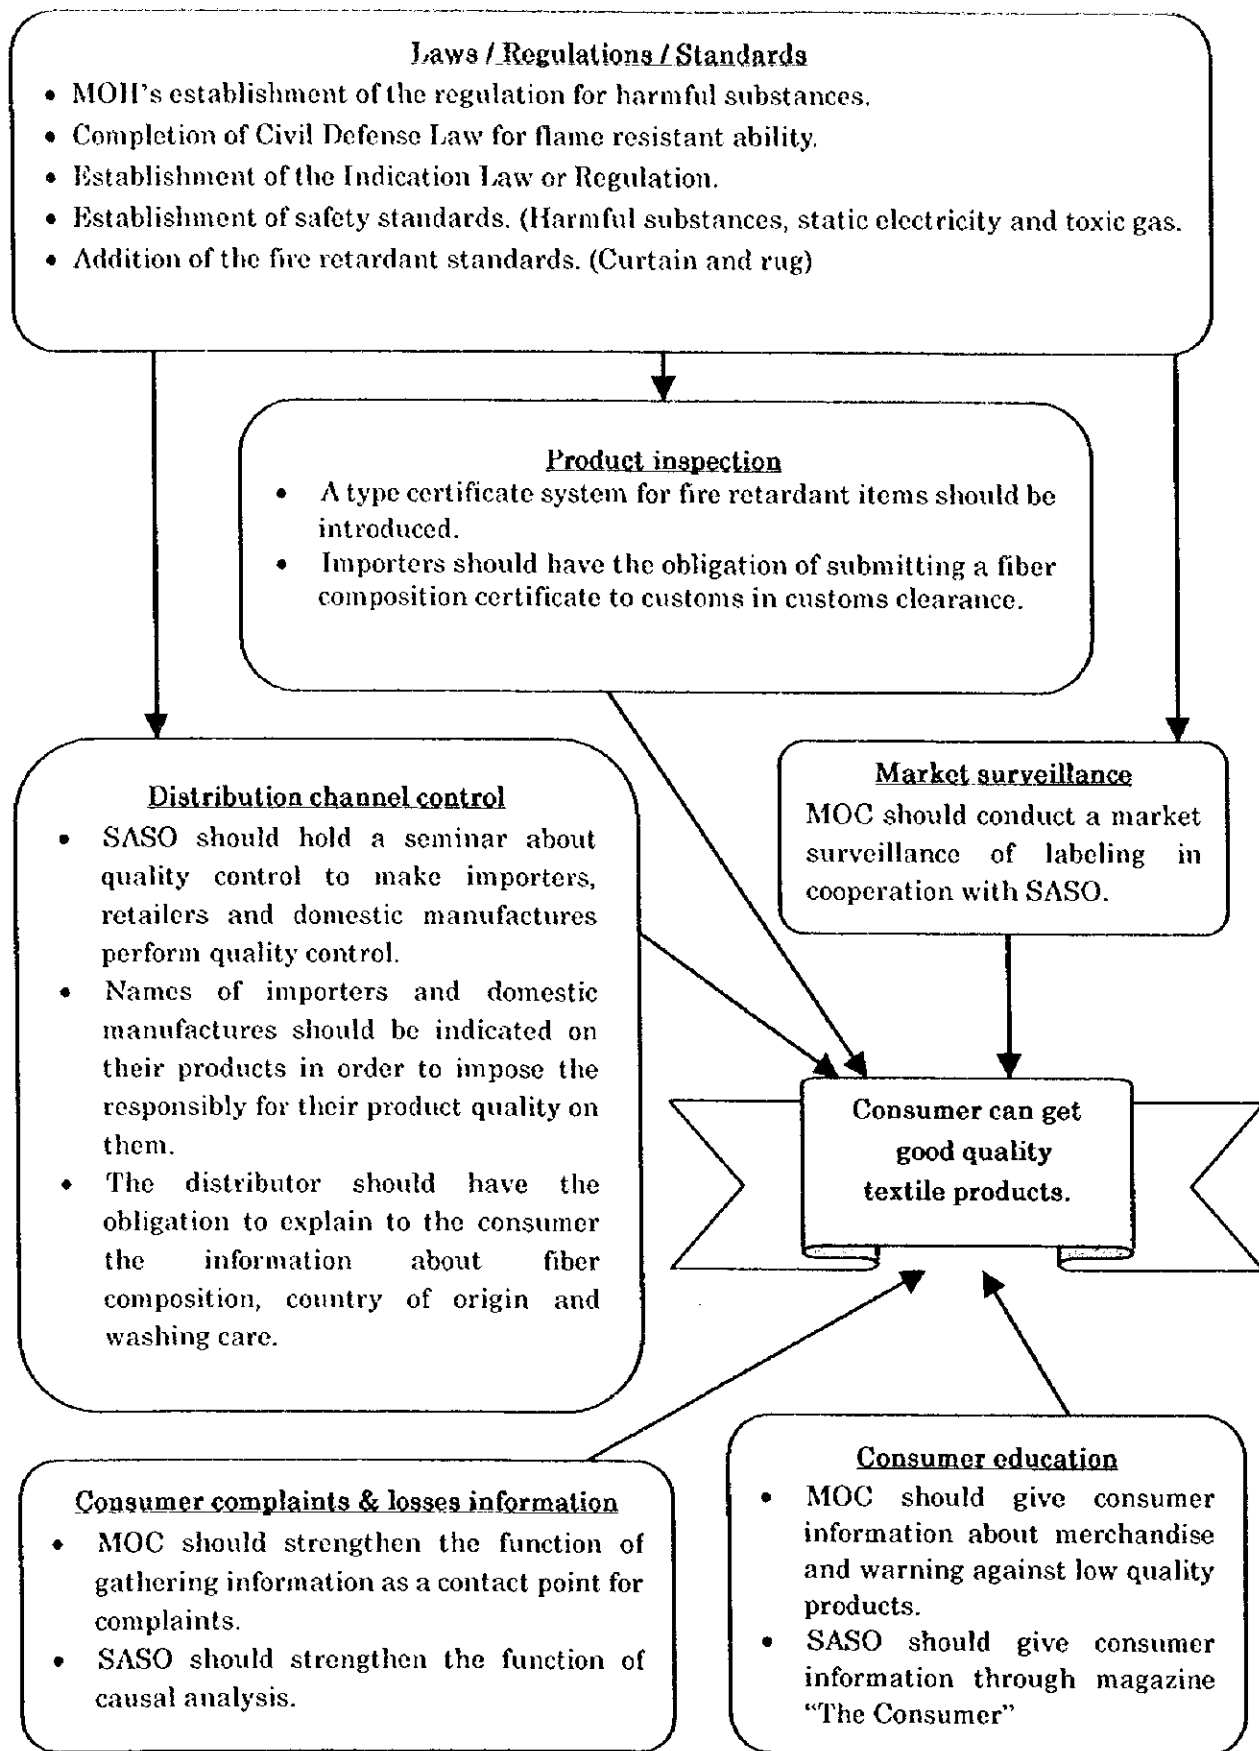 Laws / Regulations / Standards
• MOH's establishment of the regulation for harmful substances.
• Completion of Civil Defense Law for flame resistant ability.
• Establishment of the Indication Law or Regulation.
• Establishment of safety standards. (Harmful substances, static electricity and toxic gas.
• Addition of the fire retardant standards. (Curtain and rug)
Product inspection
• A type certificate system for fire retardant items should be
introduced.
• Importers should have the obligation of submitting a fiber
composition certificate to customs in customs clearance.
Distribution channel control
• SASO should hold a seminar about
quality control to make importers,
retailers and domestic manufactures
perform quality control.
• Names of importers and domestic
manufactures should be indicated on
their products in order to impose the
responsibly for their product quality on
them.
• The distributor should have the
obligation to explain to the consumer
the information about fiber
composition, country of origin and
washing care.
Market surveillance
MOC should conduct a market
surveillance of labeling in
cooperation with SASO.
Consumer can get
good quality
textile products.
Consumer complaints & losses information
• MOC should strengthen the function of
gathering information as a contact point for
complaints.
• SASO should strengthen the function of
causal analysis.
Consumer education
• MOC should give consumer
information about merchandise
and warning against low quality
products.
• SASO should give consumer
information through magazine
“The Consumer”